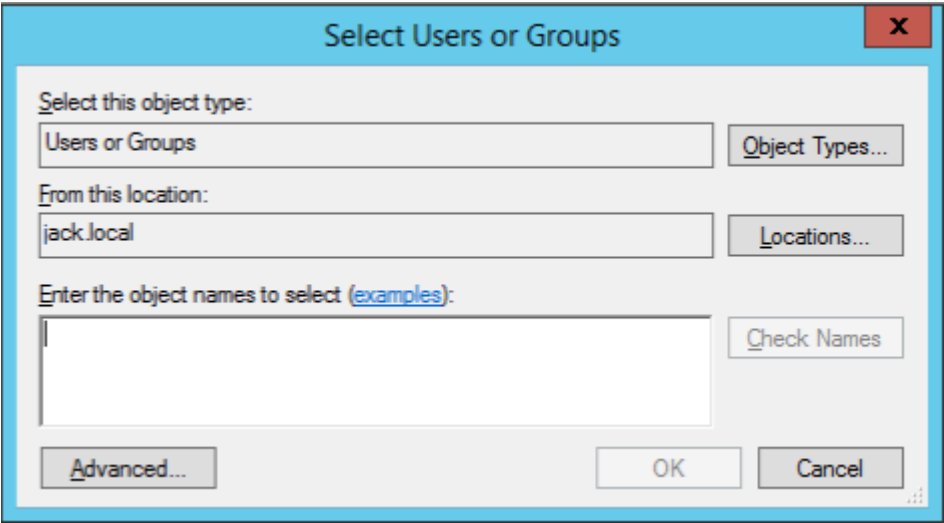 Select Users or Groups
x
Select this object type:
Users or Groups
Object Types...
From this location:
jack.local
Locations...
Enter the object names to select (examples):
Check Names
Advanced...
OK
Cancel